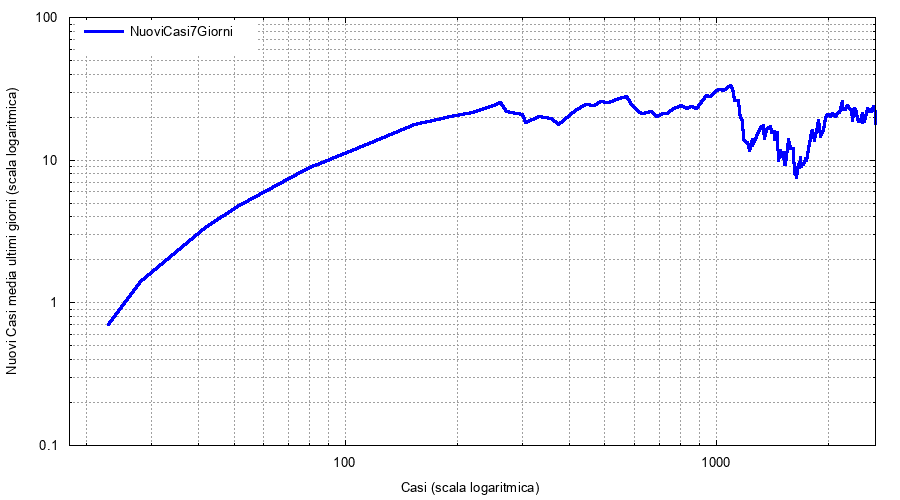 100
NuoviCasi7Giorni
10
1
0.1
100
1000
Casi (scala logaritmica)
Nuovi Casi media ultimi giorni (scala logaritmica)